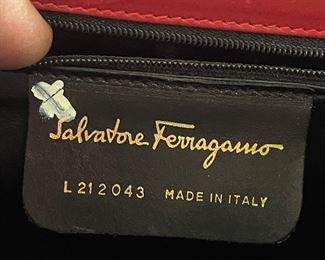 Salvatore Ferragamo
L 212043 MADE IN ITALY